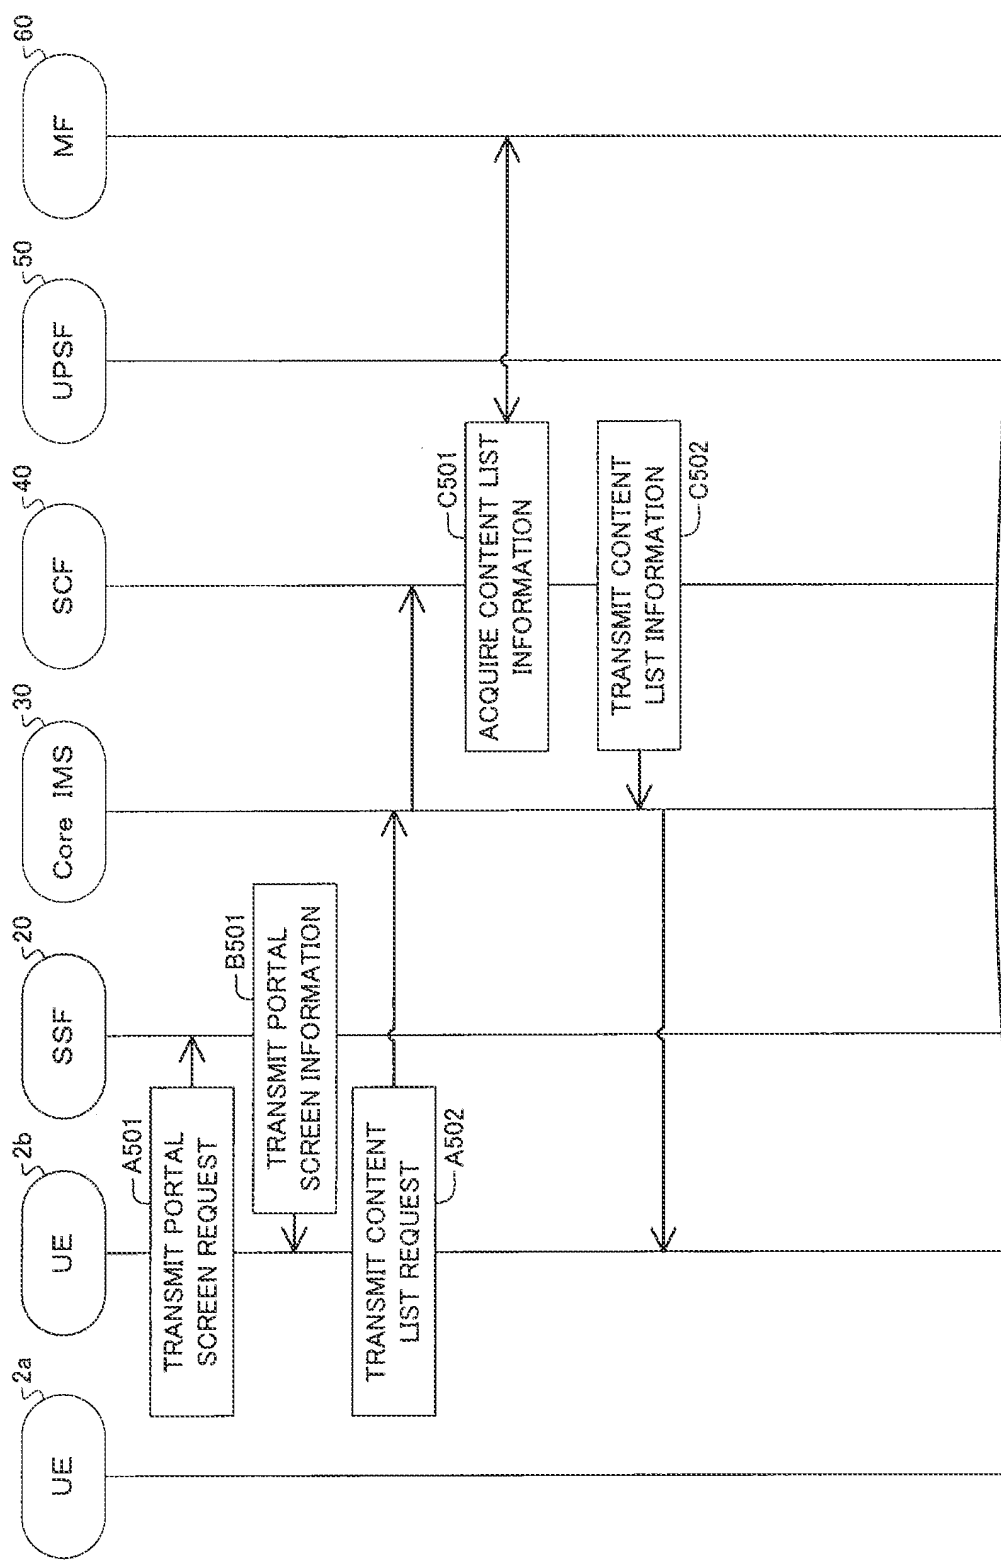 2a
UE
2b
UE
20
SSF
30
Core IMS
40
SCF
50
UPSF
60
MF
A501
TRANSMIT PORTAL
SCREEN REQUEST
B501
TRANSMIT PORTAL
SCREEN INFORMATION
TRANSMIT CONTENT
LIST REQUEST
A502
C501
ACQUIRE CONTENT LIST
INFORMATION
TRANSMIT CONTENT
LIST INFORMATION
C502